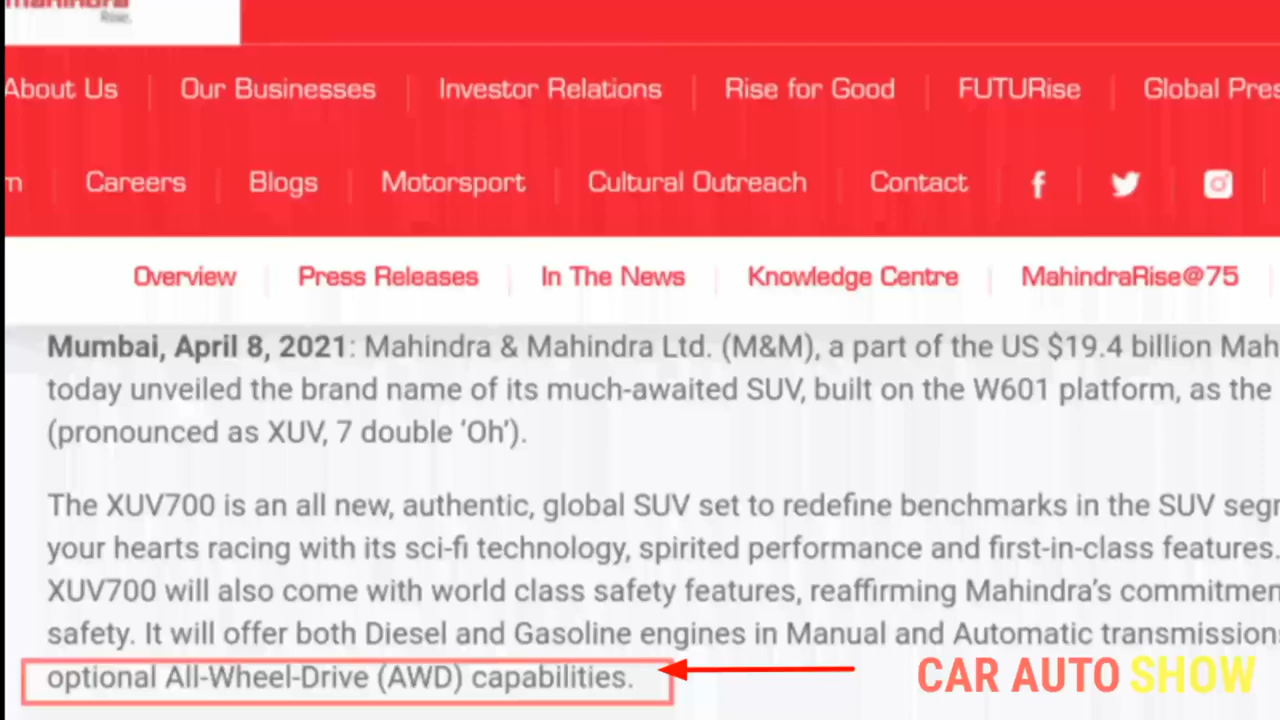 mahindra
Rise.
About Us
Our Businesses
Investor Relations
Rise for Good
FUTURise
Global Pres
m
Careers
Blogs
Motorsport
Cultural Outreach
Contact
Overview
Press Releases
In The News
Knowledge Centre
MahindraRise@75
Mumbai, April 8, 2021: Mahindra & Mahindra Ltd. (M&M), a part of the US $19.4 billion Mah
today unveiled the brand name of its much-awaited SUV, built on the W601 platform, as the
(pronounced as XUV, 7 double ‘Oh’).
The XUV700 is an all new, authentic, global SUV set to redefine benchmarks in the SUV segm
your hearts racing with its sci-fi technology, spirited performance and first-in-class features.
XUV700 will also come with world class safety features, reaffirming Mahindra’s commitmen
safety. It will offer both Diesel and Gasoline engines in Manual and Automatic transmissions
optional All-Wheel-Drive (AWD) capabilities.
CAR AUTO SHOW